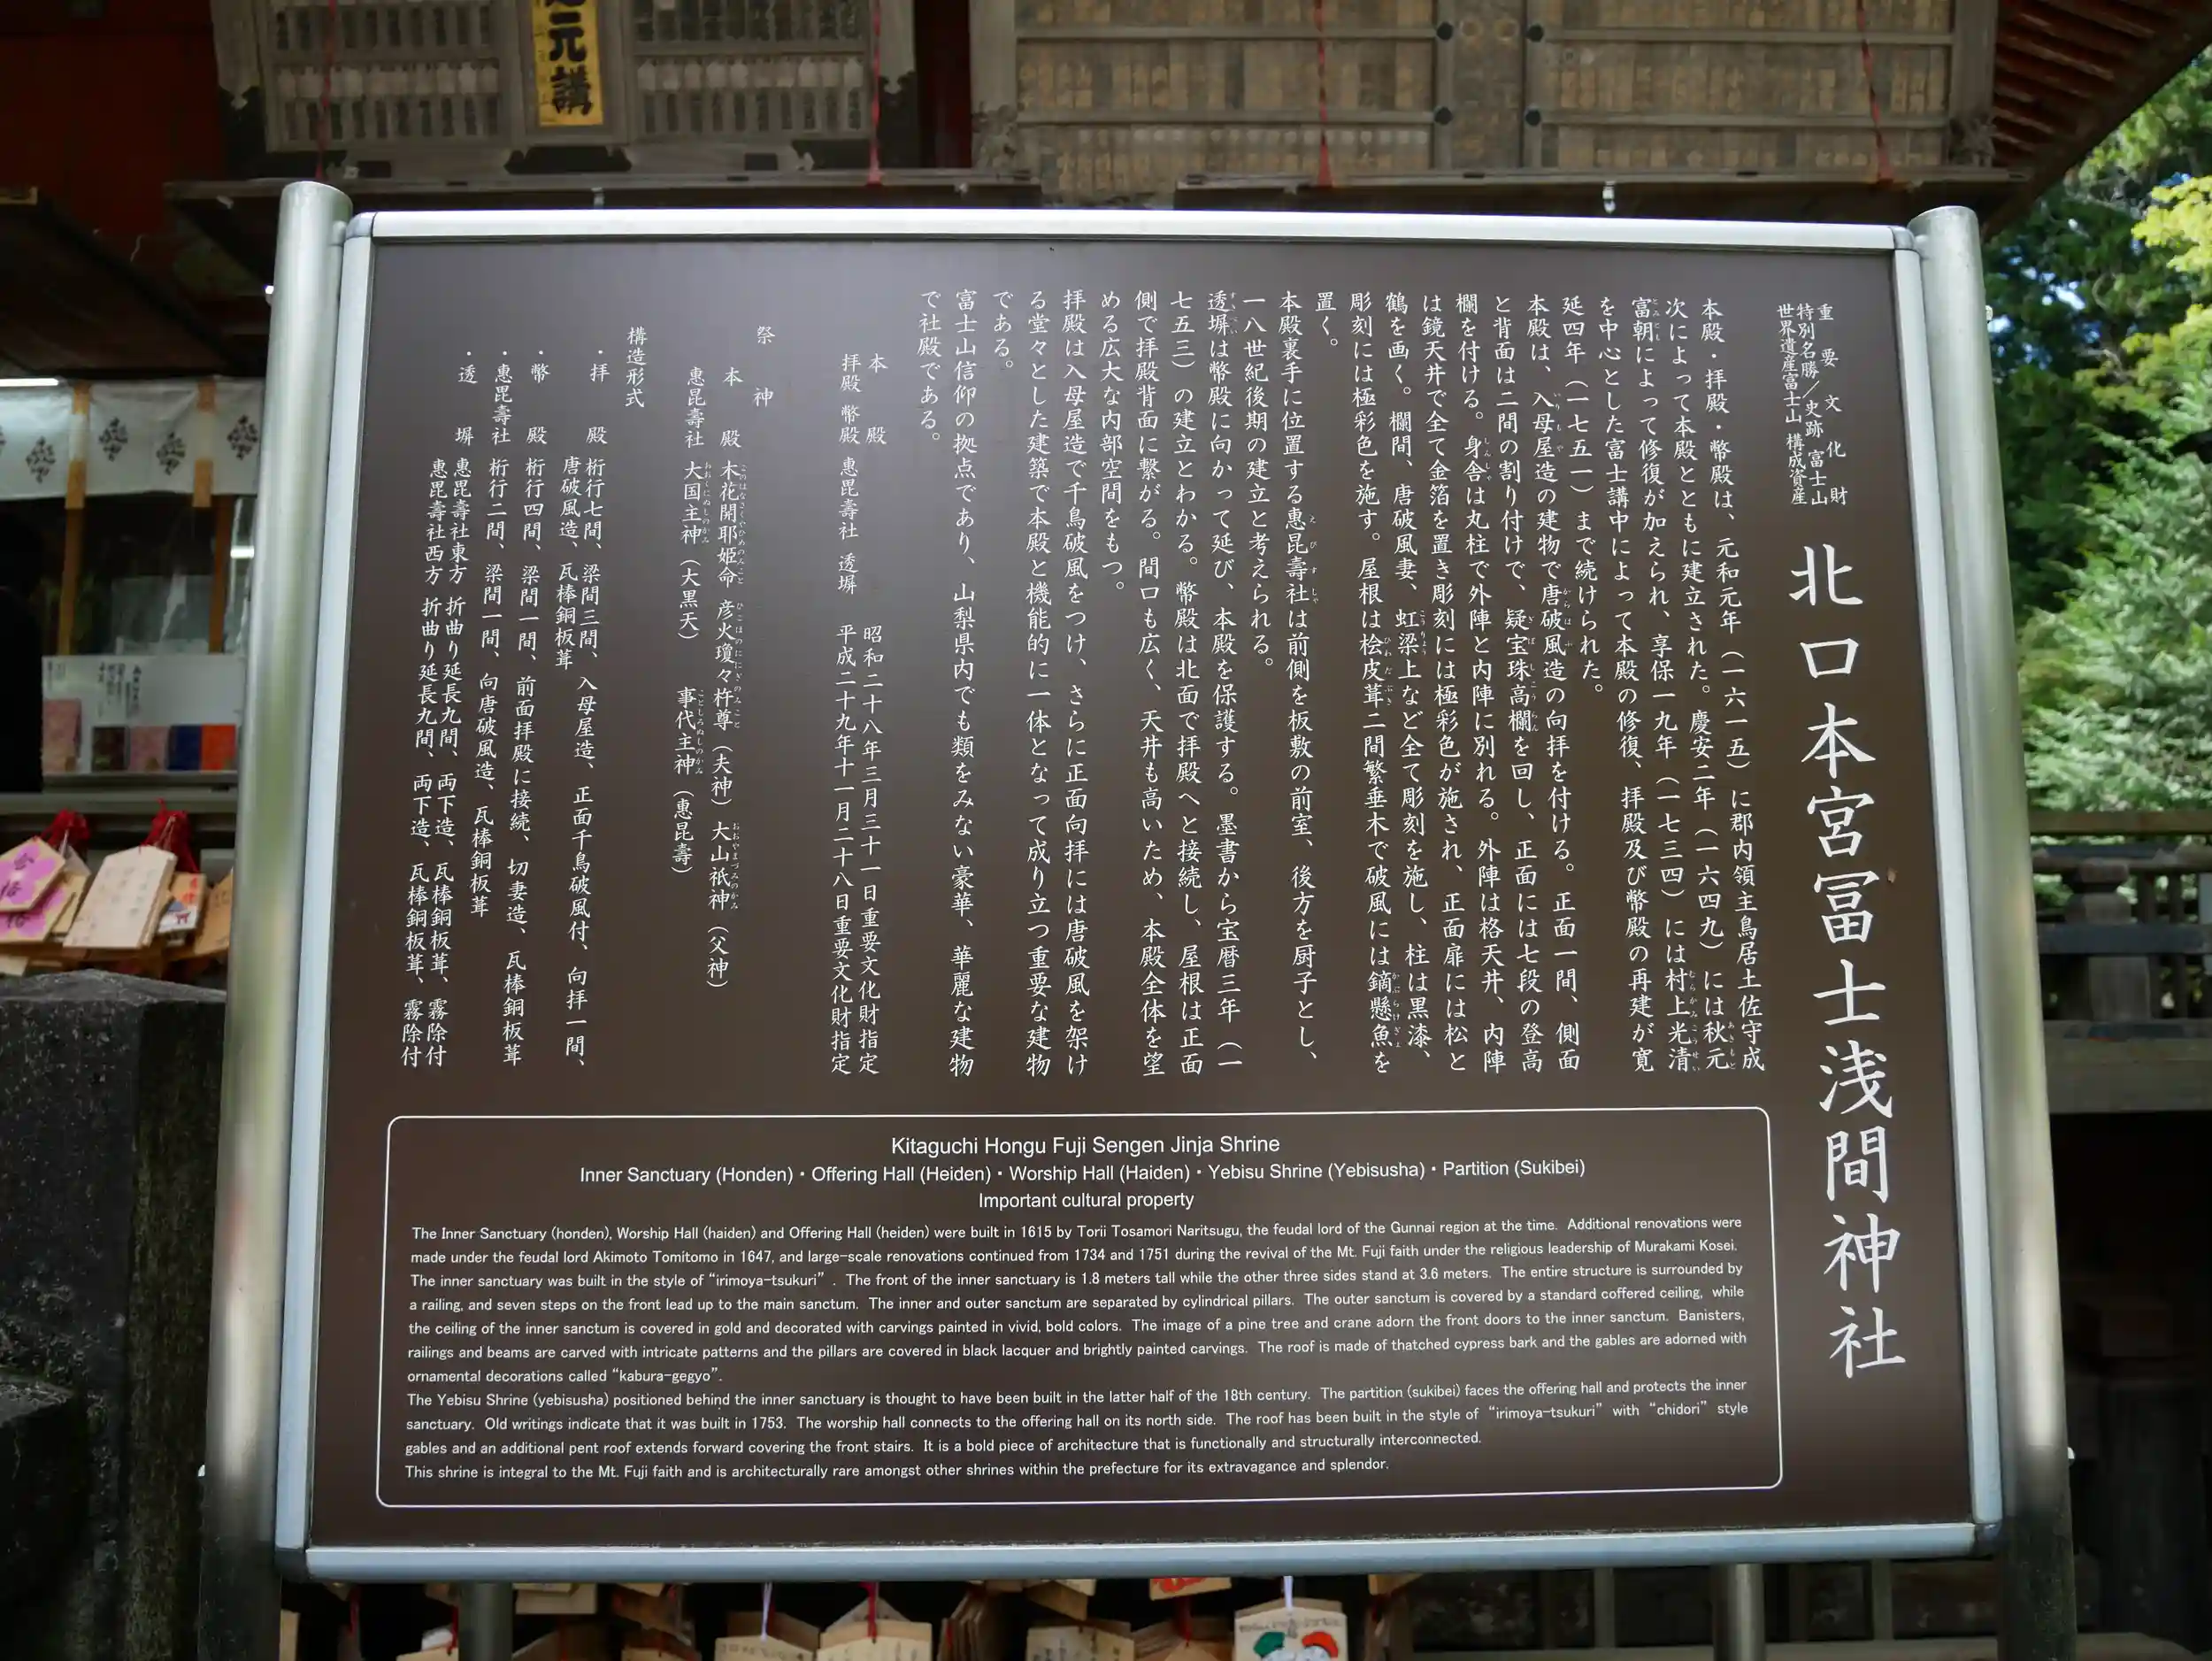 元講
重要文化財
特別名勝／史跡 富士山
世界遺産富士山 構成資産
北口本宮冨士浅間神社
本殿・拝殿・幣殿は、元和元年（一六一五）に郡内領主鳥居土佐守成
次によって本殿とともに建立された。慶安二年（一六四九）には秋元
富朝によって修復が加えられ、享保一九年（一七三四）には村上光清
を中心とした富士講中によって本殿の修復、拝殿及び幣殿の再建が寛
延四年（一七五一）まで続けられた。
本殿は、入母屋造の建物で唐破風造の向拝を付ける。正面一間、側面
と背面は二間の割り付けで、疑宝珠高欄を回し、正面には七段の登高
欄を付ける。身舎は丸柱で外陣と内陣に別れる。外陣は格天井、内陣
は鏡天井で全て金箔を置き彫刻には極彩色が施され、正面扉には松と
鶴を画く。欄間、唐破風妻、虹梁上など全て彫刻を施し、柱は黒漆、
彫刻には極彩色を施す。屋根は桧皮葺二間繁垂木で破風には鏑懸魚を
置く。
本殿裏手に位置する惠毘壽社は前側を板敷の前室、後方を厨子とし、
一八世紀後期の建立と考えられる。
透塀は幣殿に向かって延び、本殿を保護する。墨書から宝暦三年（一
七五三）の建立とわかる。幣殿は北面で拝殿へと接続し、屋根は正面
側で拝殿背面に繋がる。間口も広く、天井も高いため、本殿全体を望
める広大な内部空間をもつ。
拝殿は入母屋造で千鳥破風をつけ、さらに正面向拝には唐破風を架け
る堂々とした建築で本殿と機能的に一体となって成り立つ重要な建物
である。
富士山信仰の拠点であり、山梨県内でも類をみない豪華、華麗な建物
で社殿である。
本殿 昭和二十八年三月三十一日重要文化財指定
拝殿 幣殿 惠毘壽社 透塀 平成二十九年十一月二十八日重要文化財指定
祭神
本殿 木花開耶姫命 彦火瓊々杵尊（夫神）大山祇神（父神）
惠毘壽社 大国主神（大黒天） 事代主神（惠毘壽）
構造形式
・拝殿 桁行七間、梁間三間、入母屋造、正面千鳥破風付、向拝一間、
唐破風造、瓦棒銅板葺
・幣殿 桁行四間、梁間一間、前面拝殿に接続、切妻造、瓦棒銅板葺
・惠毘壽社 桁行二間、梁間一間、向唐破風造、瓦棒銅板葺
・透塀 惠毘壽社東方 折曲り延長九間、両下造、瓦棒銅板葺、霧除付
惠毘壽社西方 折曲り延長九間、両下造、瓦棒銅板葺、霧除付
Kitaguchi Hongu Fuji Sengen Jinja Shrine
Inner Sanctuary (Honden)・Offering Hall (Heiden)・Worship Hall (Haiden)・Yebisu Shrine (Yebisusha)・Partition (Sukibei)
Important cultural property
The Inner Sanctuary (honden), Worship Hall (haiden) and Offering Hall (heiden) were built in 1615 by Torii Tosamori Naritsugu, the feudal lord of the Gunnai region at the time. Additional renovations were
made under the feudal lord Akimoto Tomitomo in 1647, and large-scale renovations continued from 1734 and 1751 during the revival of the Mt. Fuji faith under the religious leadership of Murakami Kosei.
The inner sanctuary was built in the style of “irimoya-tsukuri” . The front of the inner sanctuary is 1.8 meters tall while the other three sides stand at 3.6 meters. The entire structure is surrounded by
a railing, and seven steps on the front lead up to the main sanctum. The inner and outer sanctum are separated by cylindrical pillars. The outer sanctum is covered by a standard coffered ceiling, while
the ceiling of the inner sanctum is covered in gold and decorated with carvings painted in vivid, bold colors. The image of a pine tree and crane adorn the front doors to the inner sanctum. Banisters,
railings and beams are carved with intricate patterns and the pillars are covered in black lacquer and brightly painted carvings. The roof is made of thatched cypress bark and the gables are adorned with
ornamental decorations called “kabura-gegyo”.
The Yebisu Shrine (yebisusha) positioned behind the inner sanctuary is thought to have been built in the latter half of the 18th century. The partition (sukibei) faces the offering hall and protects the inner
sanctuary. Old writings indicate that it was built in 1753. The worship hall connects to the offering hall on its north side. The roof has been built in the style of “irimoya-tsukuri” with “chidori” style
gables and an additional pent roof extends forward covering the front stairs. It is a bold piece of architecture that is functionally and structurally interconnected.
This shrine is integral to the Mt. Fuji faith and is architecturally rare amongst other shrines within the prefecture for its extravagance and splendor.